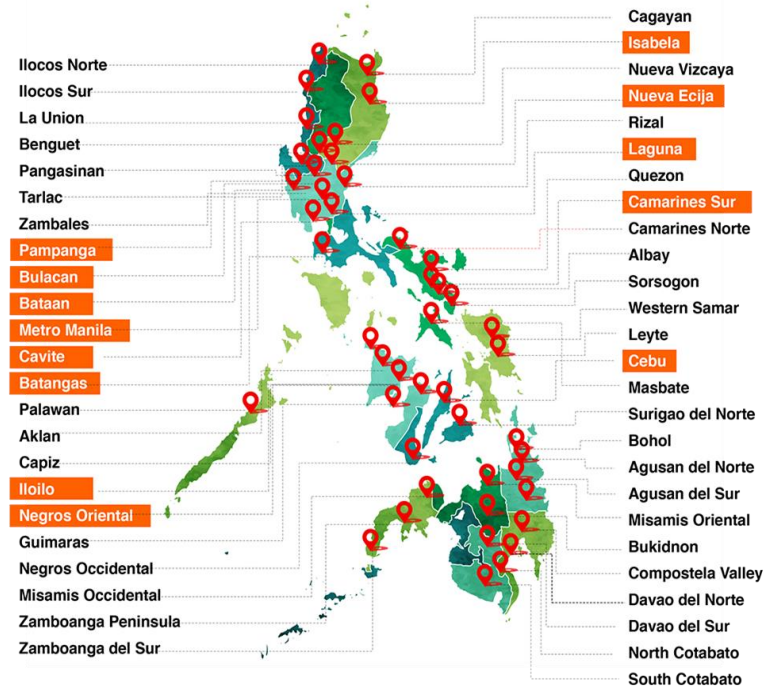 Ilocos Norte
Ilocos Sur
La Union
Benguet
Pangasinan
Tarlac
Zambales
Pampanga
Bulacan
Bataan
Metro Manila
Cavite
Batangas
Palawan
Aklan
Capiz
Iloilo
Negros Oriental
Guimaras
Negros Occidental
Misamis Occidental
Zamboanga Peninsula
Zamboanga del Sur
Cagayan
Isabela
Nueva Vizcaya
Nueva Ecija
Rizal
Laguna
Quezon
Camarines Sur
Camarines Norte
Albay
Sorsogon
Western Samar
Leyte
Cebu
Masbate
Surigao del Norte
Bohol
Agusan del Norte
Agusan del Sur
Misamis Oriental
Bukidnon
Compostela Valley
Davao del Norte
Davao del Sur
North Cotabato
South Cotabato